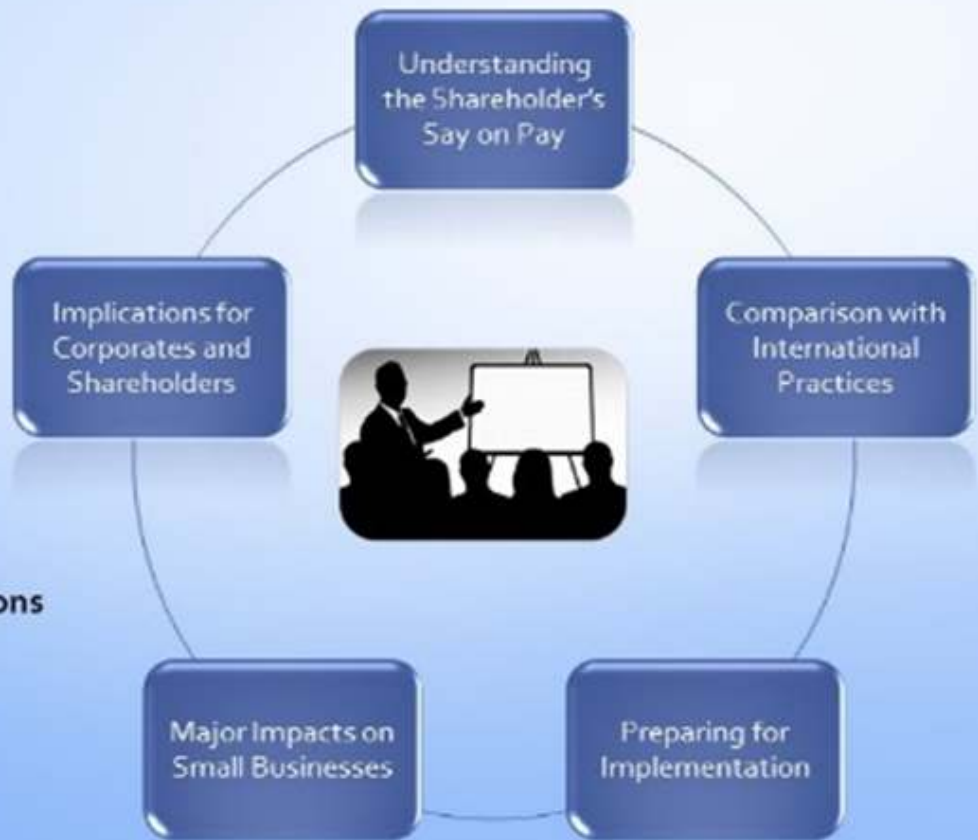 Understanding
the Shareholder's
Say on Pay
Implications for
Corporates and
Shareholders
Comparison with
International
Practices
Major Impacts on
Small Businesses
Preparing for
Implementation